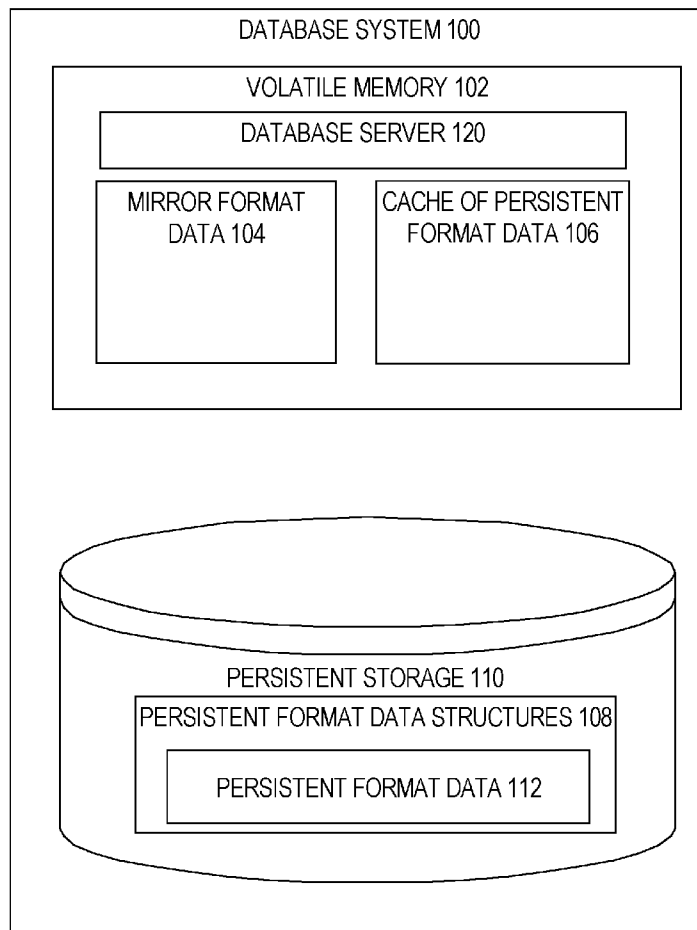 DATABASE SYSTEM 100
VOLATILE MEMORY 102
DATABASE SERVER 120
MIRROR FORMAT
DATA 104
CACHE OF PERSISTENT
FORMAT DATA 106
PERSISTENT STORAGE 110
PERSISTENT FORMAT DATA STRUCTURES 108
PERSISTENT FORMAT DATA 112